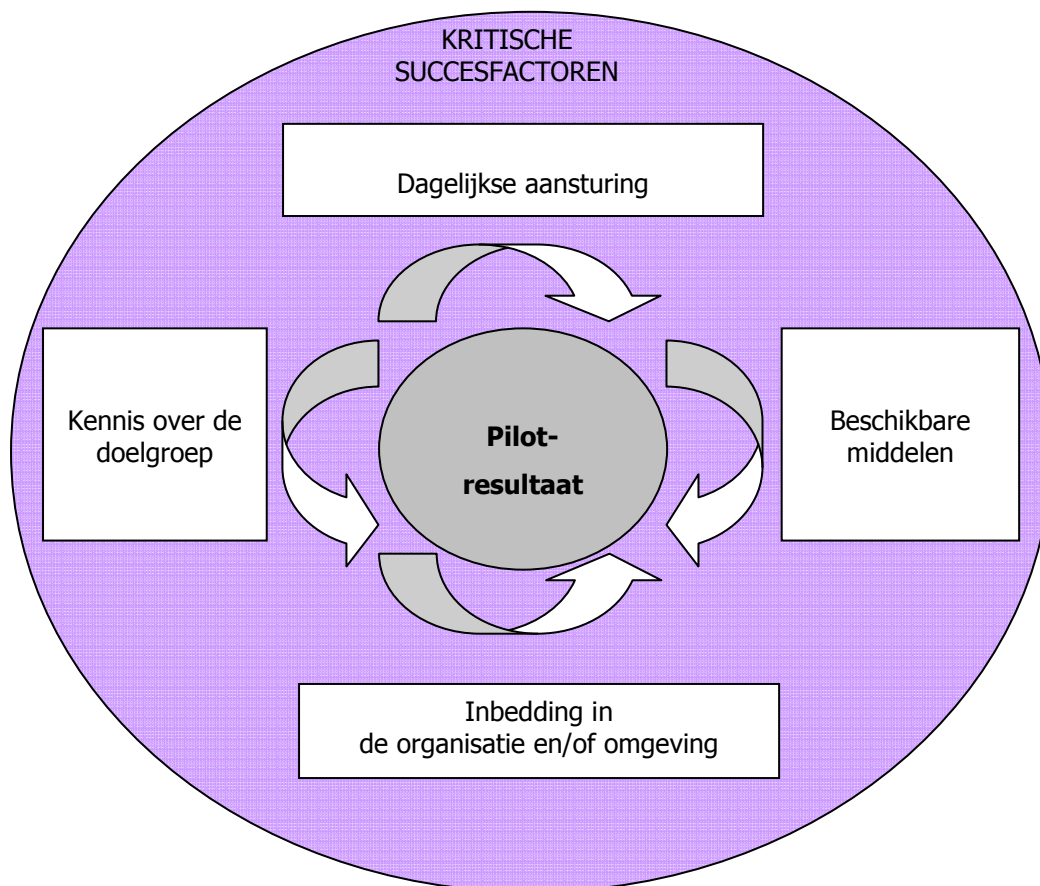 KRITISCHE
SUCCESFACTOREN
Dagelijkse aansturing
Kennis over de
doelgroep
Pilot-
resultaat
Beschikbare
middelen
Inbedding in
de organisatie en/of omgeving